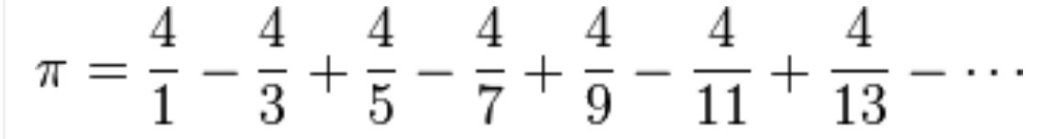 π = 4/1 − 4/3 + 4/5 − 4/7 + 4/9 − 4/11 + 4/13 − ⋯